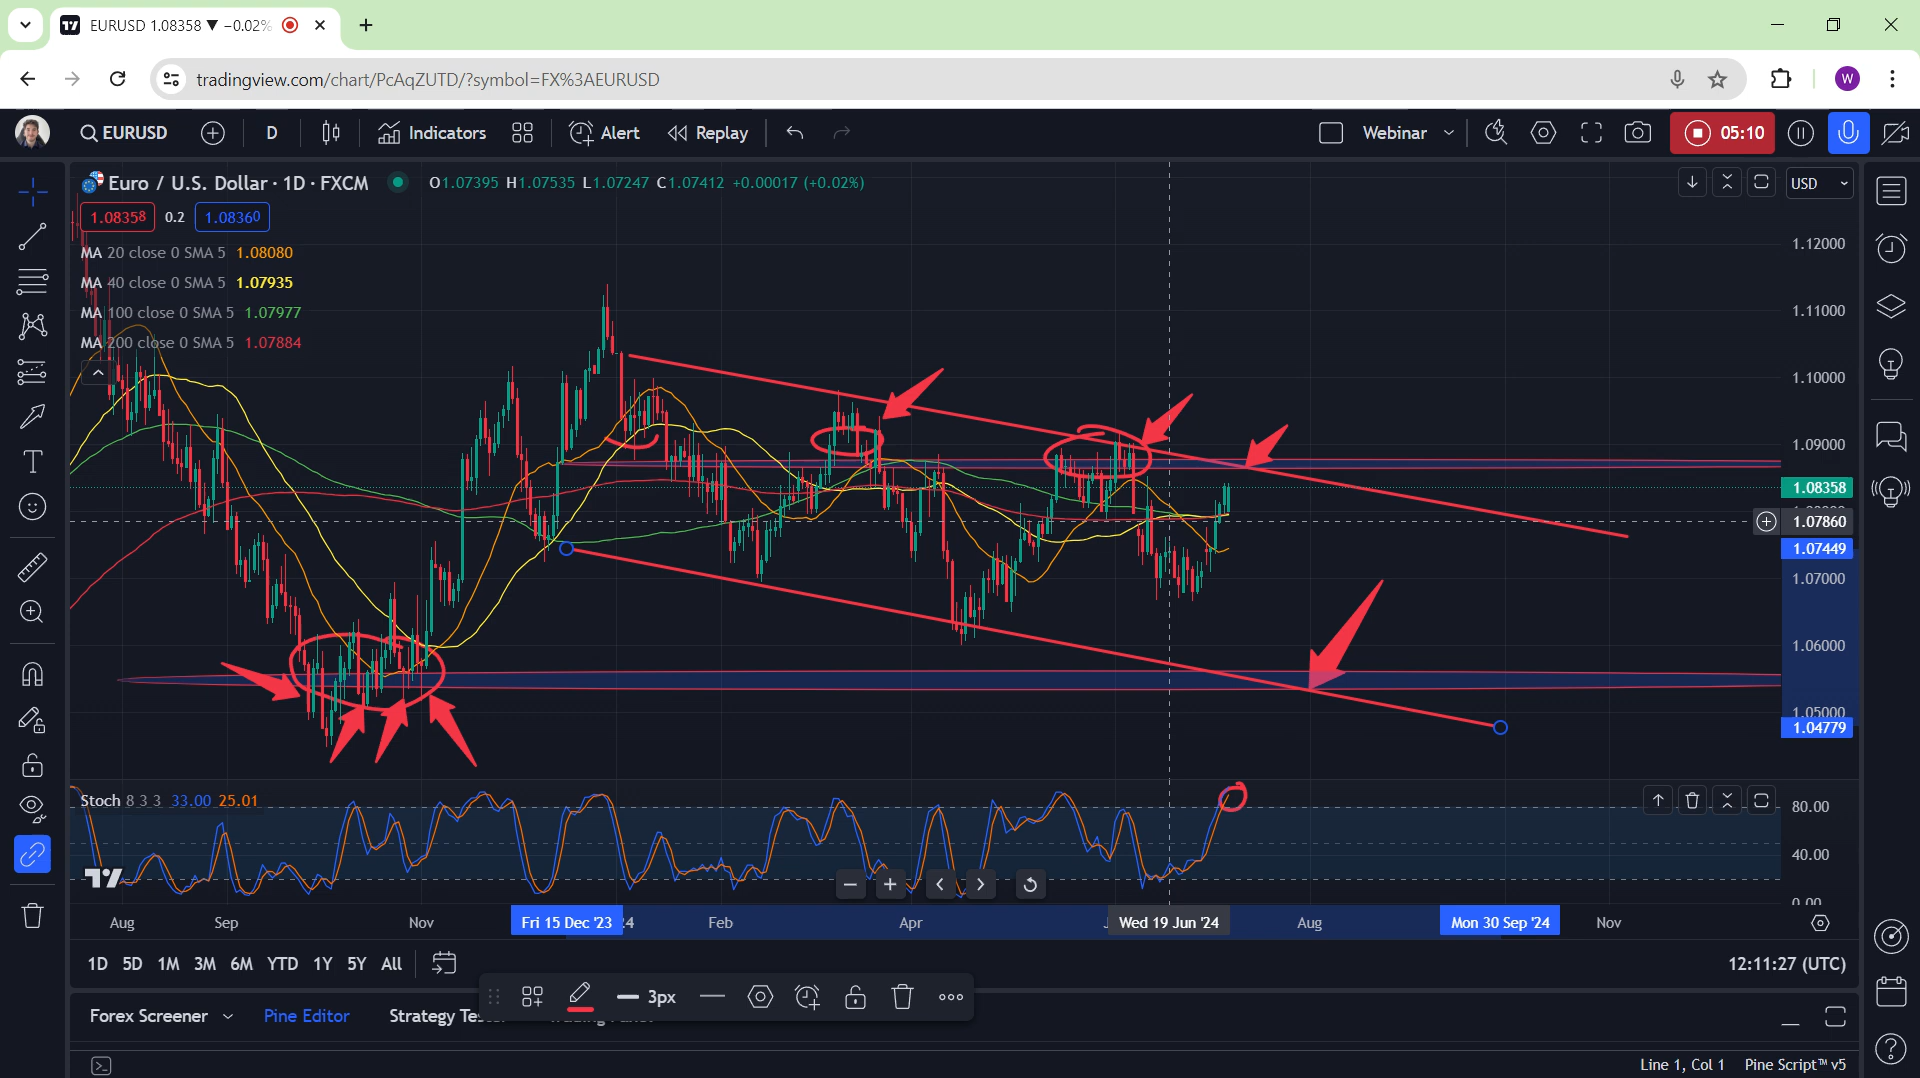 EURUSD 1.08358 ▼ −0.02%
tradingview.com/chart/PcAqZUTD/?symbol=FX%3AEURUSD
W
EURUSD
D
Indicators
Alert
Replay
Webinar
05:10
Euro / U.S. Dollar · 1D · FXCM
O1.07395 H1.07535 L1.07247 C1.07412 +0.00017 (+0.02%)
USD
1.08358
0.2
1.08360
MA 20 close 0 SMA 5 1.08080
MA 40 close 0 SMA 5 1.07935
MA 100 close 0 SMA 5 1.07977
MA 200 close 0 SMA 5 1.07884
1.12000
1.11000
1.10000
1.09000
1.08358
1.07860
1.07449
1.07000
1.06000
1.05000
1.04779
Stoch 8 3 3 33.00 25.01
80.00
40.00
0.00
Aug
Sep
Nov
Fri 15 Dec '23
Feb
Apr
Wed 19 Jun '24
Aug
Mon 30 Sep '24
Nov
1D 5D 1M 3M 6M YTD 1Y 5Y All
12:11:27 (UTC)
3px
Forex Screener
Pine Editor
Strategy
Line 1, Col 1
Pine Script™ v5